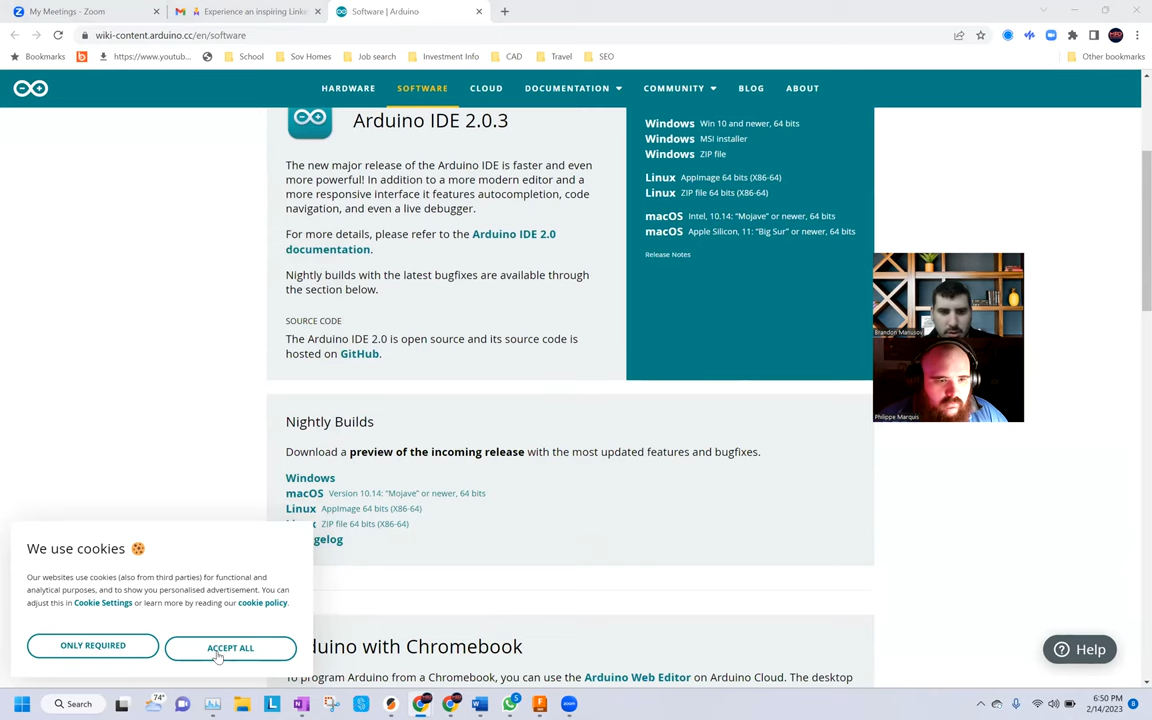 My Meetings - Zoom
Experience an inspiring Linke
Software | Arduino
wiki-content.arduino.cc/en/software
Bookmarks
https://www.youtub...
School
Sov Homes
Job search
Investment Info
CAD
Travel
SEO
Other bookmarks
HARDWARE
SOFTWARE
CLOUD
DOCUMENTATION
COMMUNITY
BLOG
ABOUT
Arduino IDE 2.0.3
The new major release of the Arduino IDE is faster and even
more powerful! In addition to a more modern editor and a
more responsive interface it features autocompletion, code
navigation, and even a live debugger.
For more details, please refer to the Arduino IDE 2.0
documentation.
Nightly builds with the latest bugfixes are available through
the section below.
SOURCE CODE
The Arduino IDE 2.0 is open source and its source code is
hosted on GitHub.
Windows Win 10 and newer, 64 bits
Windows MSI installer
Windows ZIP file
Linux AppImage 64 bits (X86-64)
Linux ZIP file 64 bits (X86-64)
macOS Intel, 10.14: "Mojave" or newer, 64 bits
macOS Apple Silicon, 11: "Big Sur" or newer, 64 bits
Release Notes
Brandon Manusov
Philippe Marquis
Nightly Builds
Download a preview of the incoming release with the most updated features and bugfixes.
Windows
macOS Version 10.14: "Mojave" or newer, 64 bits
Linux AppImage 64 bits (X86-64)
ZIP file 64 bits (X86-64)
gelog
We use cookies
Our websites use cookies (also from third parties) for functional and
analytical purposes, and to show you personalised advertisement. You can
adjust this in Cookie Settings or learn more by reading our cookie policy.
ONLY REQUIRED
ACCEPT ALL
duino with Chromebook
To program Arduino from a Chromebook, you can use the Arduino Web Editor on Arduino Cloud. The desktop
Help
Search
74°
5
6:50 PM
2/14/2023
8